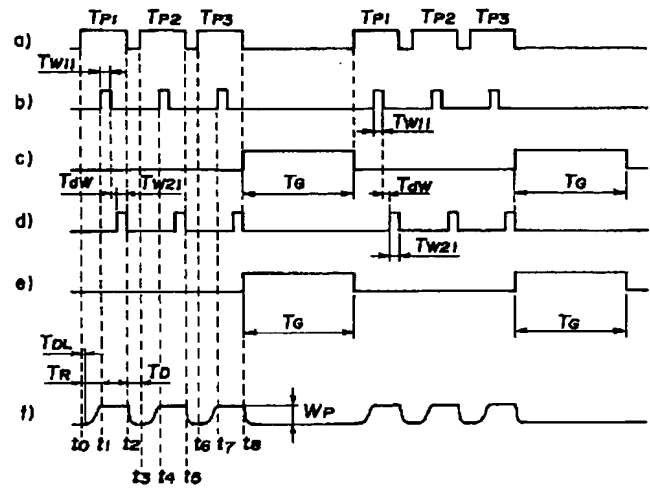 TP1 TP2 TP3 TP1 TP2 TP3
a)
TW11
b)
TW11
c)
TG TG
TdW TW21 TdW
d)
TW21
e)
TG TG
TDL
TR TD
f) WP
t0 t1 t2 t6 t7 t8
t3 t4 t5